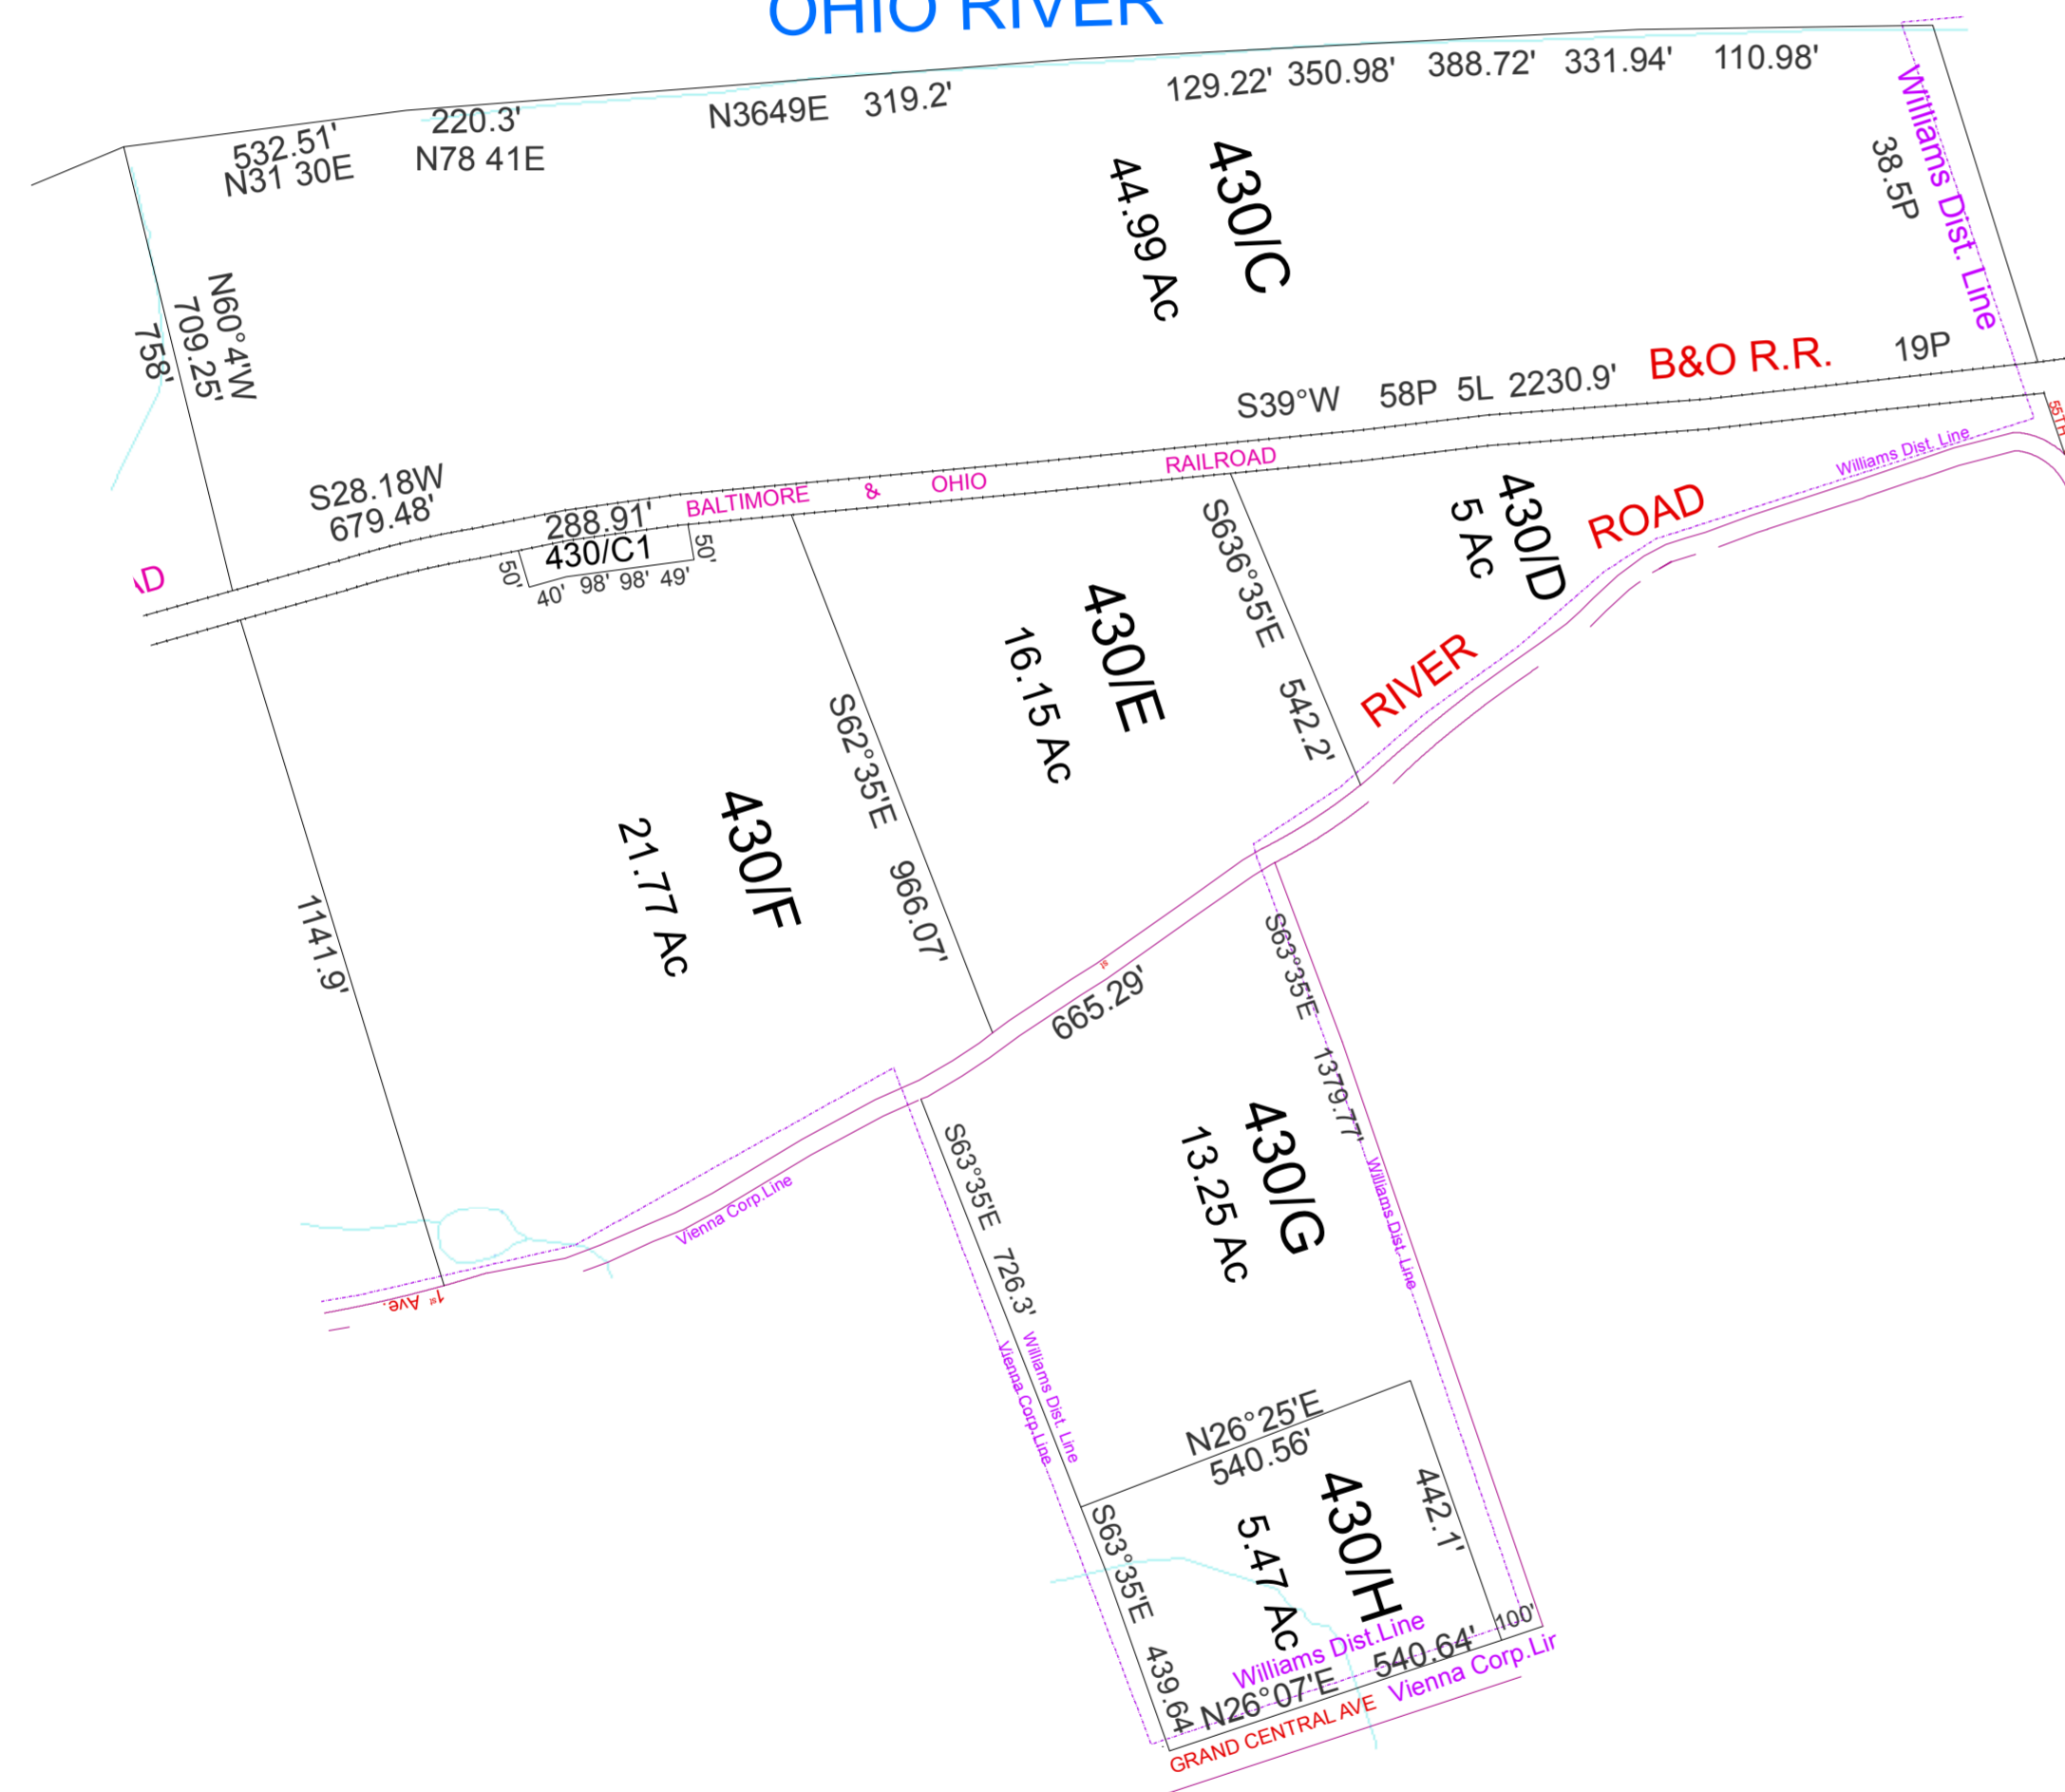 OHIO RIVER
532.51'
N31 30E
220.3'
N78 41E
N3649E 319.2'
129.22' 350.98' 388.72' 331.94' 110.98'
Williams Dist. Line
38.5P
430/C
44.99 Ac
N60°4'W
709.25'
758'
S39°W 58P 5L 2230.9'
B&O R.R.
19P
S28.18W
679.48'
288.91'
BALTIMORE & OHIO RAILROAD
430/C1
50'
50'
40' 98' 98' 49'
AD
55TH
Williams Dist. Line
430/D
5 Ac
RIVER ROAD
S636°35'E 542.2'
430/E
16.15 Ac
S62°35'E 966.07'
430/F
21.77 Ac
1141.9'
1st Ave.
Vienna Corp.Line
st
665.29'
S63°35'E 1379.77'
Williams Dist. Line
430/G
13.25 Ac
S63°35'E 726.3'
Williams Dist. Line
Vienna Corp.Line
N26°25'E
540.56'
442.1'
430/H
5.47 Ac
S63°35'E 439.64
100'
Williams Dist.Line
N26°07'E 540.64'
Vienna Corp.Lir
GRAND CENTRAL AVE